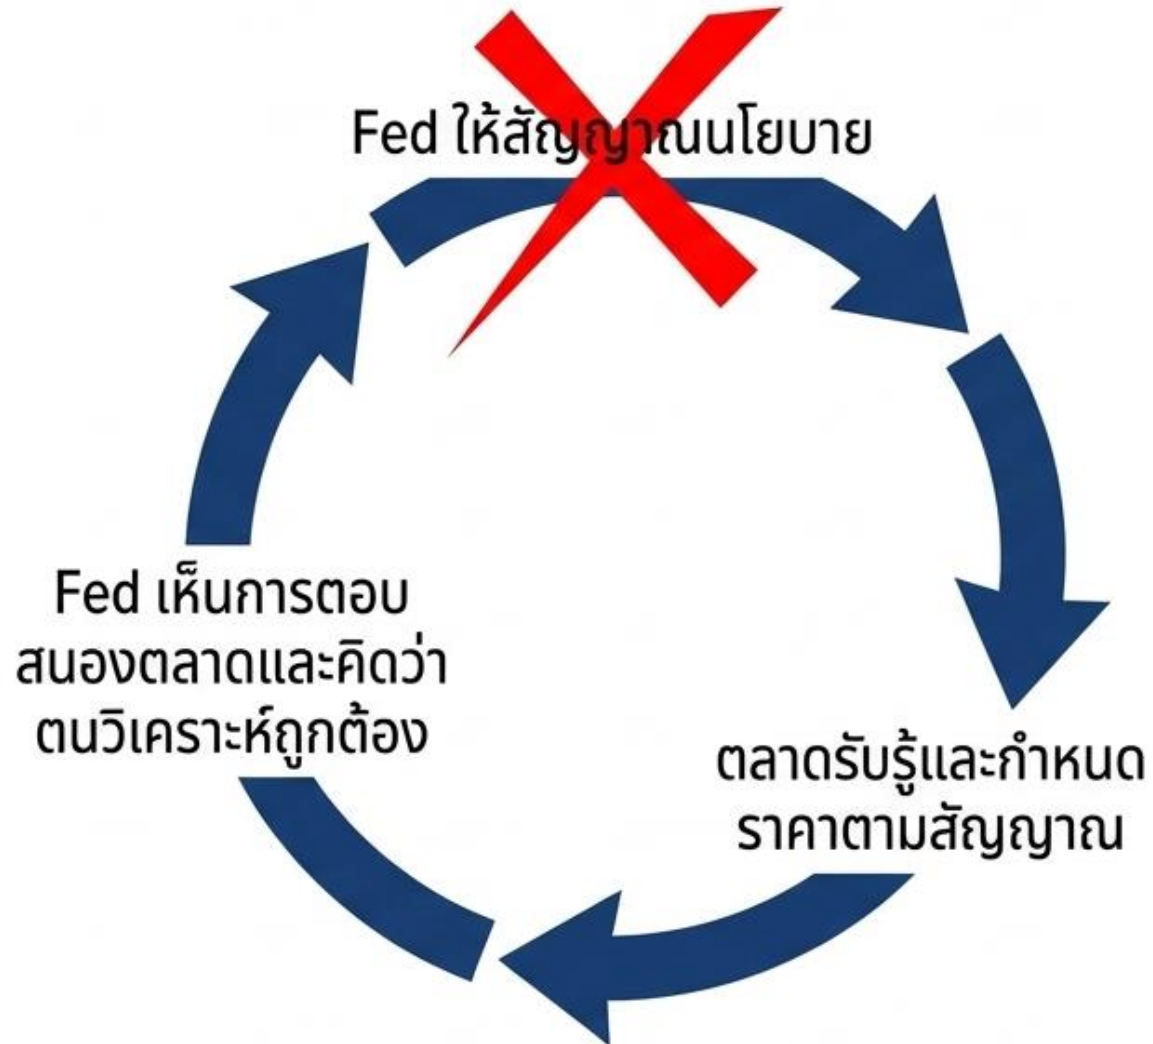 Fed ให้สัญญาณนโยบาย
ตลาดรับรู้และกำหนด
ราคาตามสัญญาณ
Fed เห็นการตอบ
สนองตลาดและคิดว่า
ตนวิเคราะห์ถูกต้อง